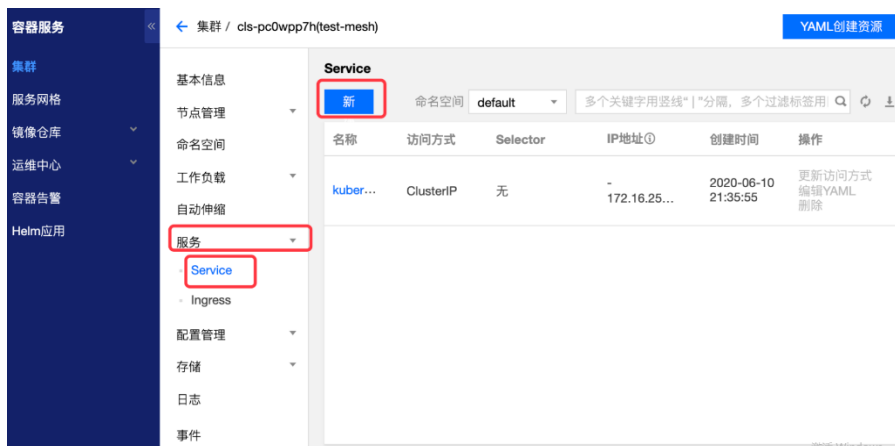 容器服务
集群
服务网格
镜像仓库
运维中心
容器告警
Helm应用
集群 / cls-pc0wpp7h(test-mesh)
YAML创建资源
基本信息
节点管理
命名空间
工作负载
自动伸缩
服务
Service
Ingress
配置管理
存储
日志
事件
Service
新
命名空间 default
多个关键字用竖线"|"分隔，多个过滤标签用
名称 访问方式 Selector IP地址 创建时间 操作
kuber... ClusterIP 无 - 172.16.25... 2020-06-10 21:35:55
更新访问方式
编辑YAML
删除